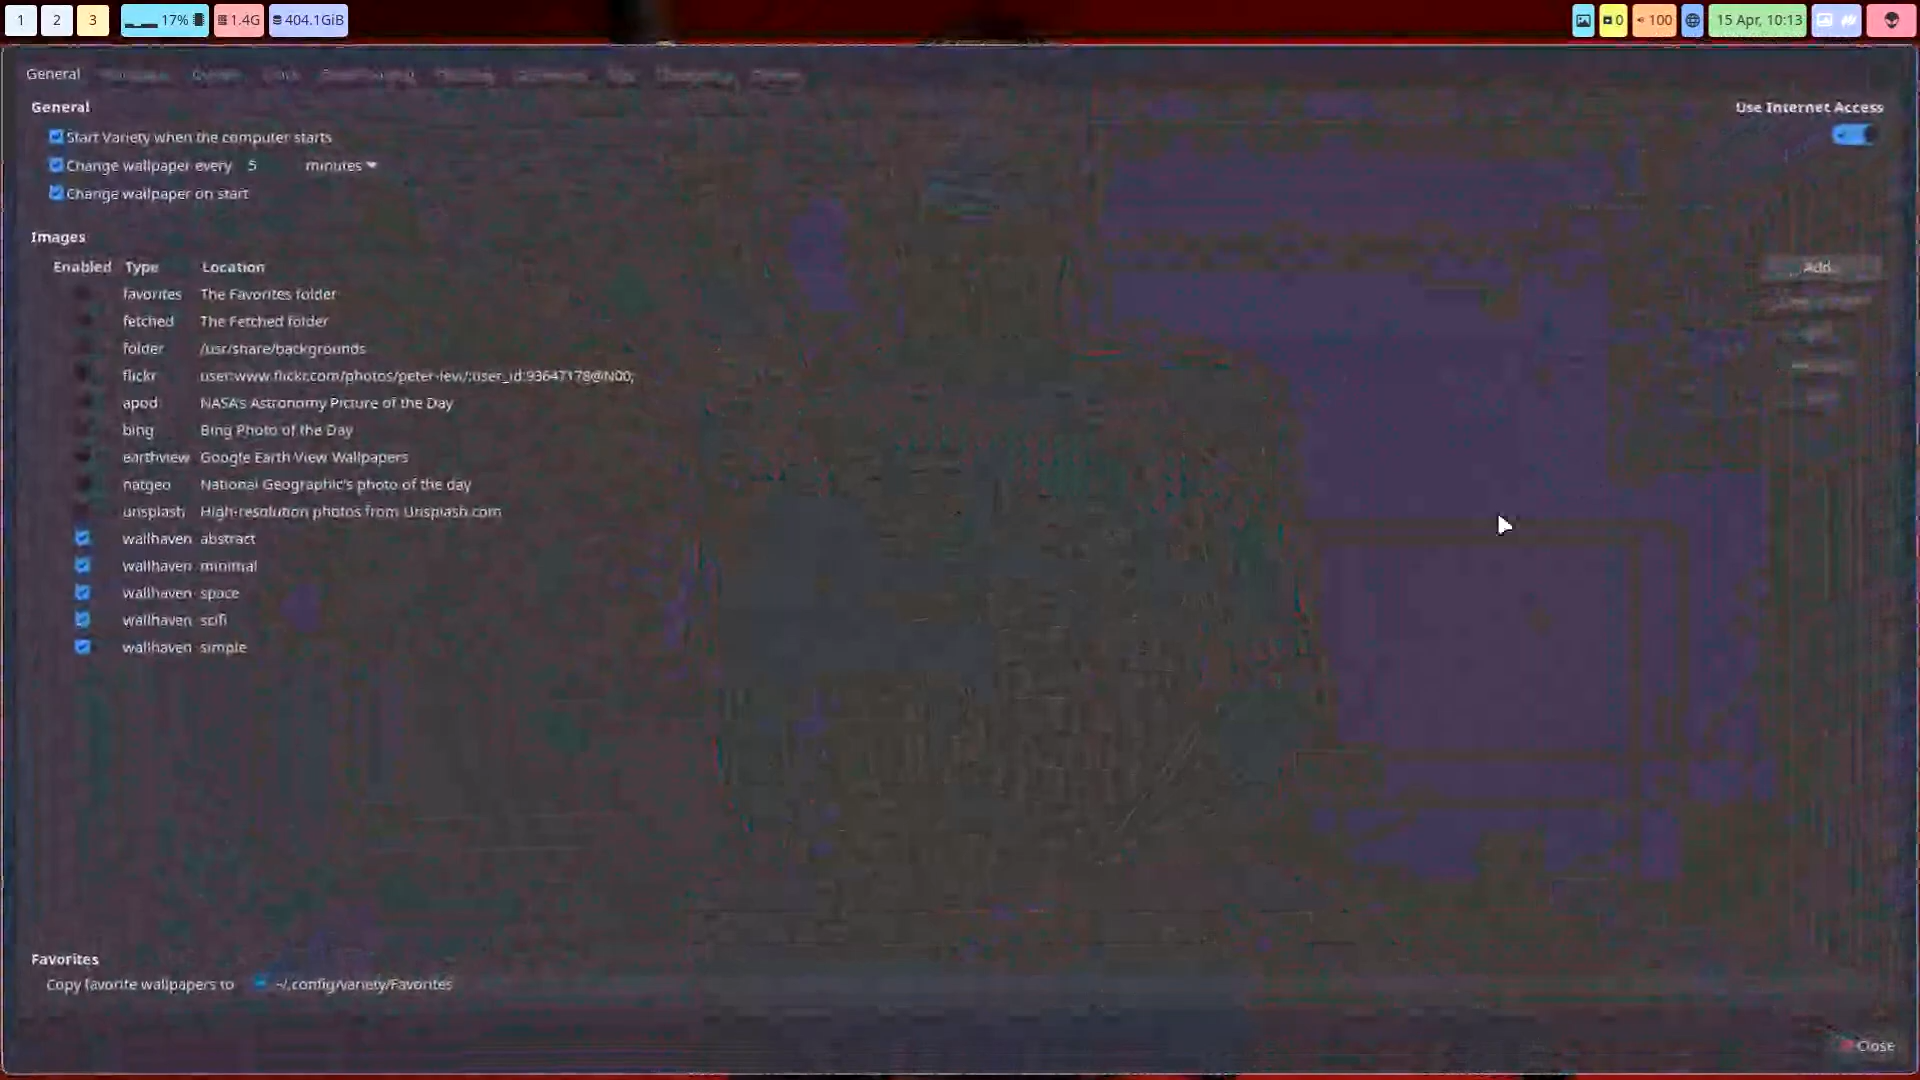 1 2 3 17% 1.4G 404.1GiB 0 100 15 Apr, 10:13
General
General Use Internet Access
Start Variety when the computer starts
Change wallpaper every 5 minutes
Change wallpaper on start
Images
Enabled Type Location Add
favorites The Favorites folder
fetched The Fetched folder
folder /usr/share/backgrounds
flickr user:www.flickr.com/photos/peter-levi/;user_id:93647178@N00;
apod NASA's Astronomy Picture of the Day
bing Bing Photo of the Day
earthview Google Earth View Wallpapers
natgeo National Geographic's photo of the day
unsplash High-resolution photos from Unsplash.com
wallhaven abstract
wallhaven minimal
wallhaven space
wallhaven scifi
wallhaven simple
Favorites
Copy favorite wallpapers to ~/.config/variety/Favorites
Close